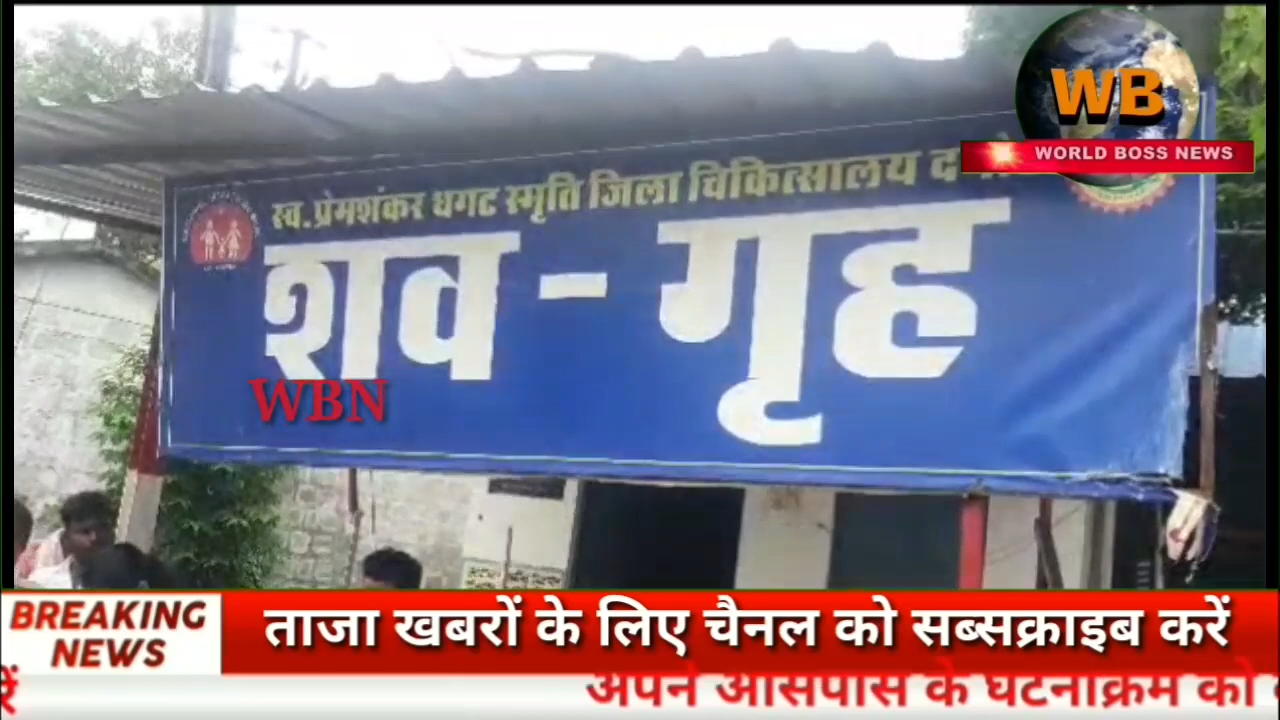 WB
WORLD BOSS NEWS
स्व. प्रेमशंकर धगट स्मृति जिला चिकित्सालय
शव - गृह
WBN
BREAKING
NEWS
ताजा खबरों के लिए चैनल को सब्सक्राइब करें
अपने आसपास के घटनाक्रम को